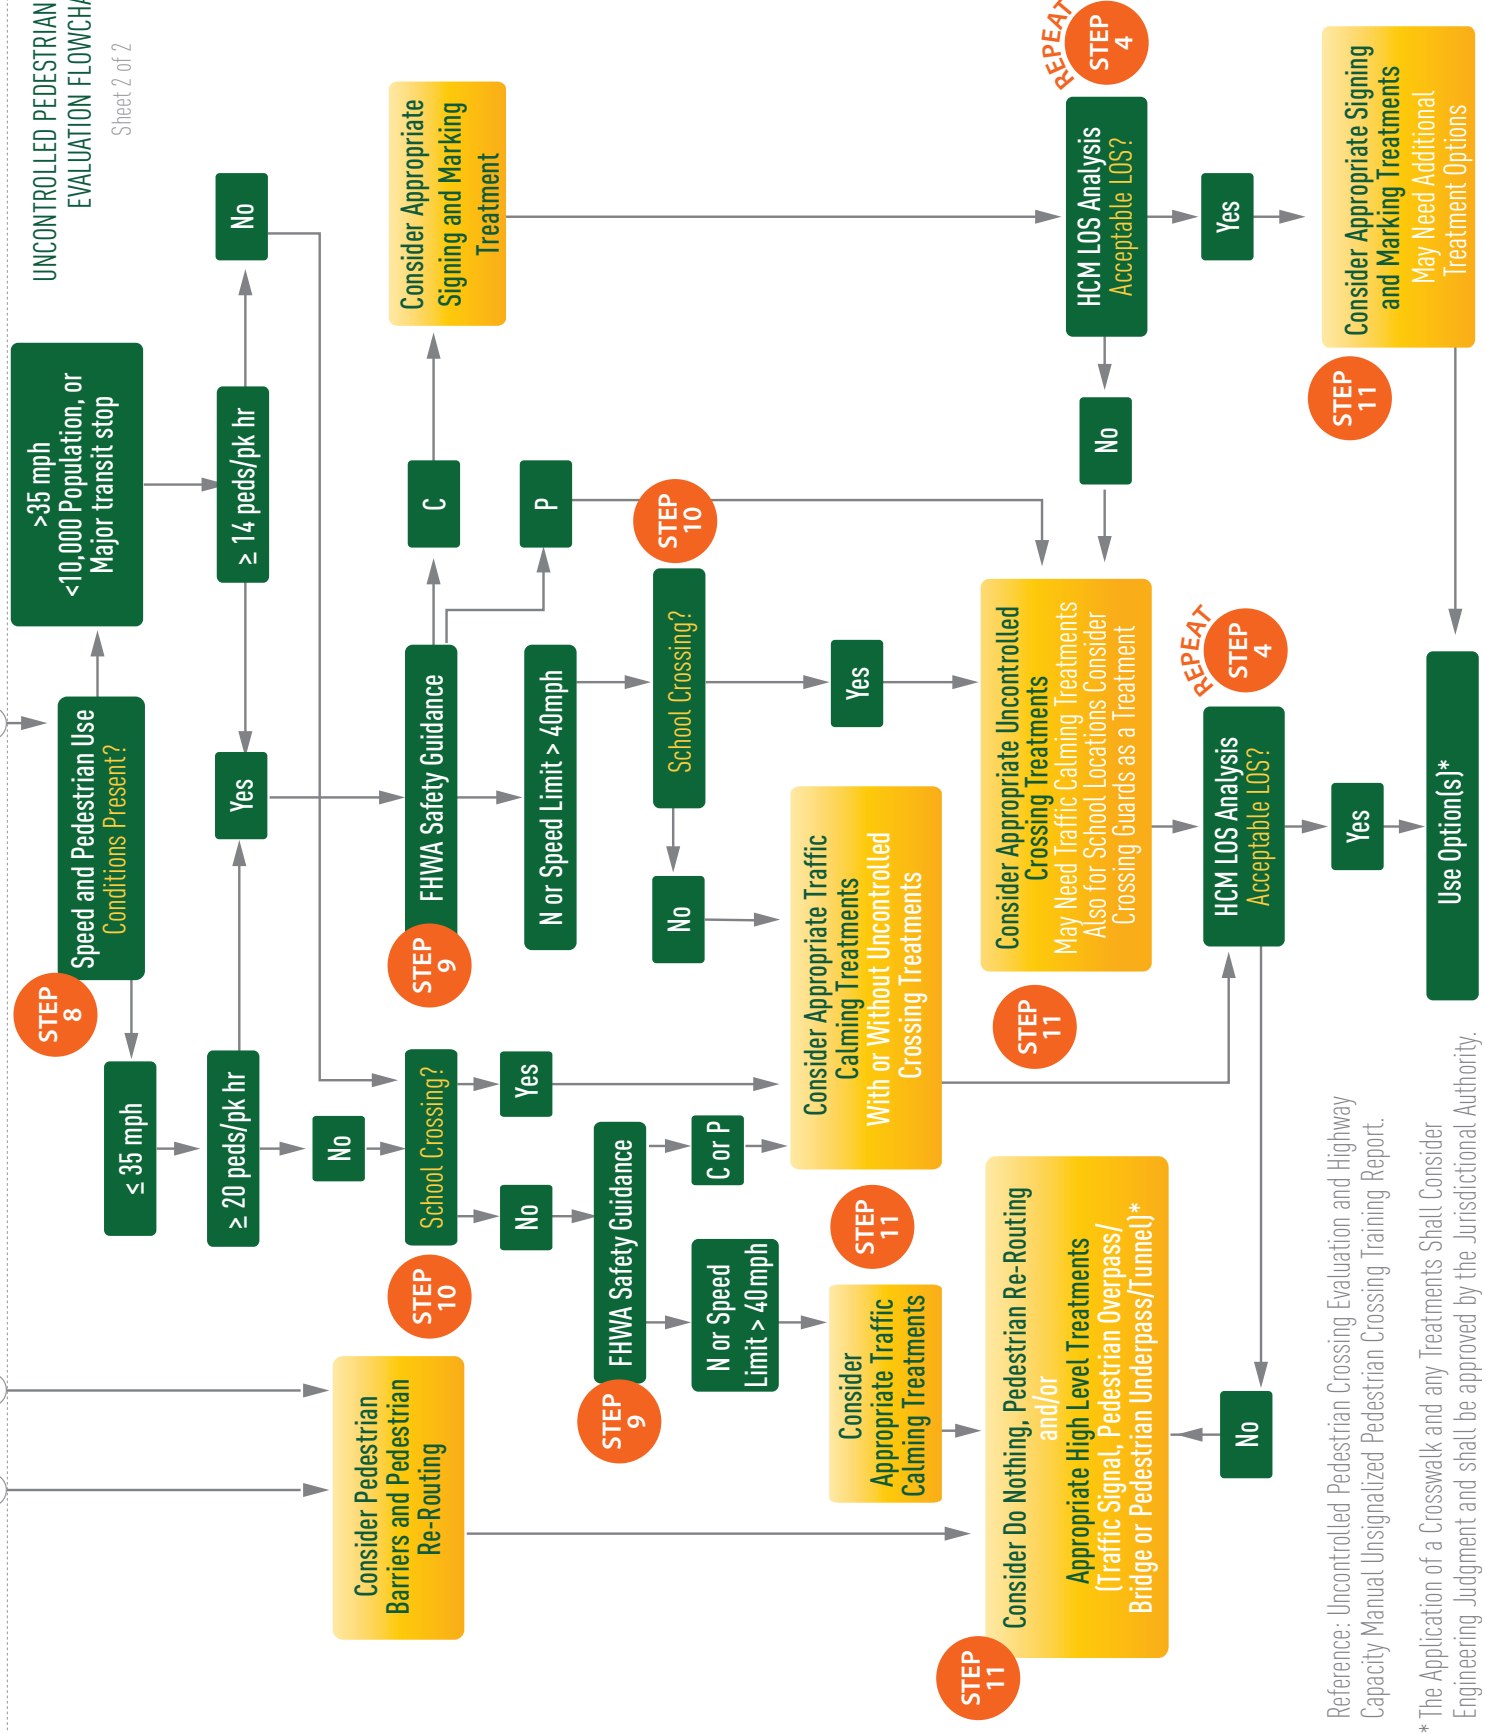 UNCONTROLLED PEDESTRIAN
EVALUATION
Sheet 2 of 2
STEP
8
Speed and Pedestrian Use
Conditions Present?
>35 mph
<10,000 Population, or
Major transit stop
≤ 35 mph
≥ 20 peds/pk hr
Yes
≥ 14 peds/pk hr
No
No
Consider Pedestrian
Barriers and Pedestrian
Re-Routing
STEP
10
School Crossing?
STEP
9
FHWA Safety Guidance
C
Consider Appropriate
Signing and Marking
Treatment
No
Yes
N or Speed Limit > 40mph
P
STEP
9
FHWA Safety Guidance
School Crossing?
STEP
10
N or Speed
Limit > 40mph
C or P
No
Yes
Consider
Appropriate Traffic
Calming Treatments
STEP
11
Consider Appropriate Traffic
Calming Treatments
With or Without Uncontrolled
Crossing Treatments
STEP
11
Consider Do Nothing, Pedestrian Re-Routing
and/or
Appropriate High Level Treatments
(Traffic Signal, Pedestrian Overpass/
Bridge or Pedestrian Underpass/Tunnel)*
STEP
11
Consider Appropriate Uncontrolled
Crossing Treatments
May Need Traffic Calming Treatments
Also for School Locations Consider
Crossing Guards as a Treatment
No
HCM LOS Analysis
Acceptable LOS?
REPEAT
STEP
4
No
HCM LOS Analysis
Acceptable LOS?
REPEAT
STEP
4
Yes
Yes
STEP
11
Consider Appropriate Signing
and Marking Treatments
May Need Additional
Treatment Options
Use Option(s)*
Reference: Uncontrolled Pedestrian Crossing Evaluation and Highway
Capacity Manual Unsignalized Pedestrian Crossing Training Report.
* The Application of a Crosswalk and any Treatments Shall Consider
Engineering Judgment and shall be approved by the Jurisdictional Authority.